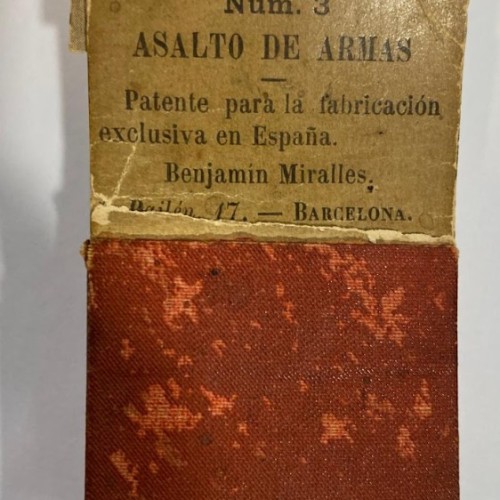 Núm. 3
ASALTO DE ARMAS
Patente para la fabricación
exclusiva en España.
Benjamín Miralles.
Bailén, 17. — BARCELONA.